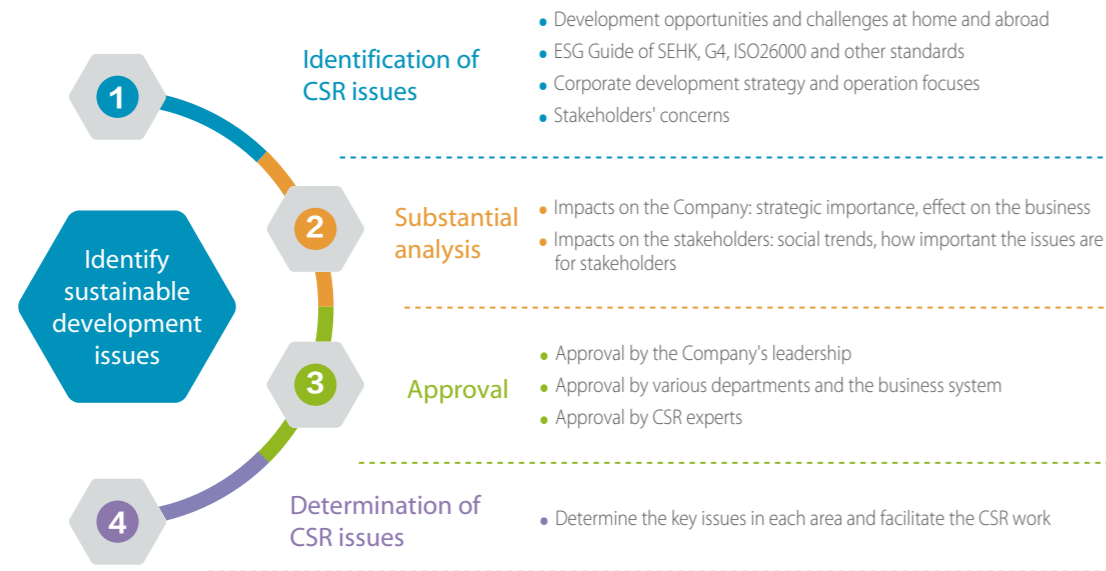 1
Identification of
CSR issues
• Development opportunities and challenges at home and abroad
• ESG Guide of SEHK, G4, ISO26000 and other standards
• Corporate development strategy and operation focuses
• Stakeholders' concerns
Identify
sustainable
development
issues
2
Substantial
analysis
• Impacts on the Company: strategic importance, effect on the business
• Impacts on the stakeholders: social trends, how important the issues are
for stakeholders
3
Approval
• Approval by the Company's leadership
• Approval by various departments and the business system
• Approval by CSR experts
4
Determination of
CSR issues
• Determine the key issues in each area and facilitate the CSR work